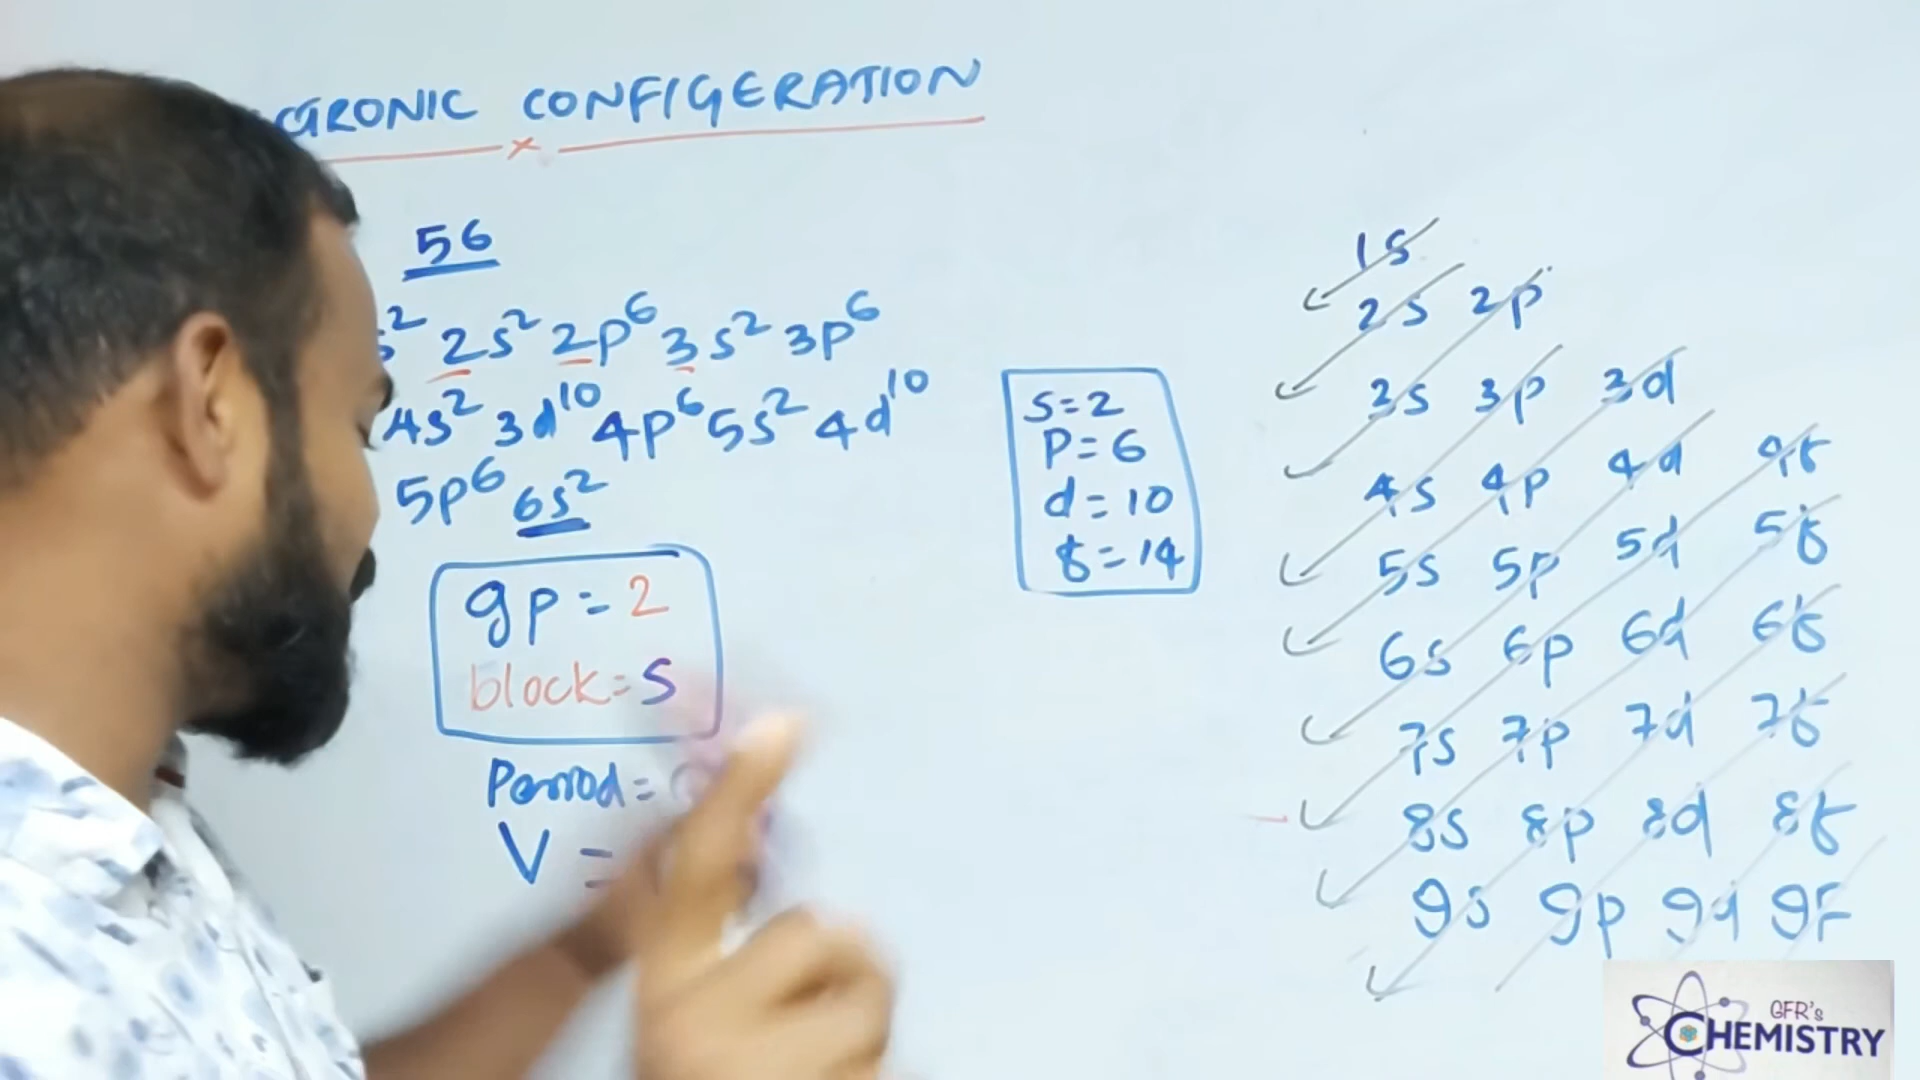 CTRONIC CONFIGERATION
56
s² 2s² 2p⁶ 3s² 3p⁶
4s² 3d¹⁰ 4p⁶ 5s² 4d¹⁰
5p⁶ 6s²
gp = 2
block = S
Period =
V =
S = 2
P = 6
d = 10
f = 14
1s
2s 2p
3s 3p 3d
4s 4p 4d 4f
5s 5p 5d 5f
6s 6p 6d 6f
7s 7p 7d 7f
8s 8p 8d 8f
9s 9p 9d 9F
GFR's
CHEMISTRY